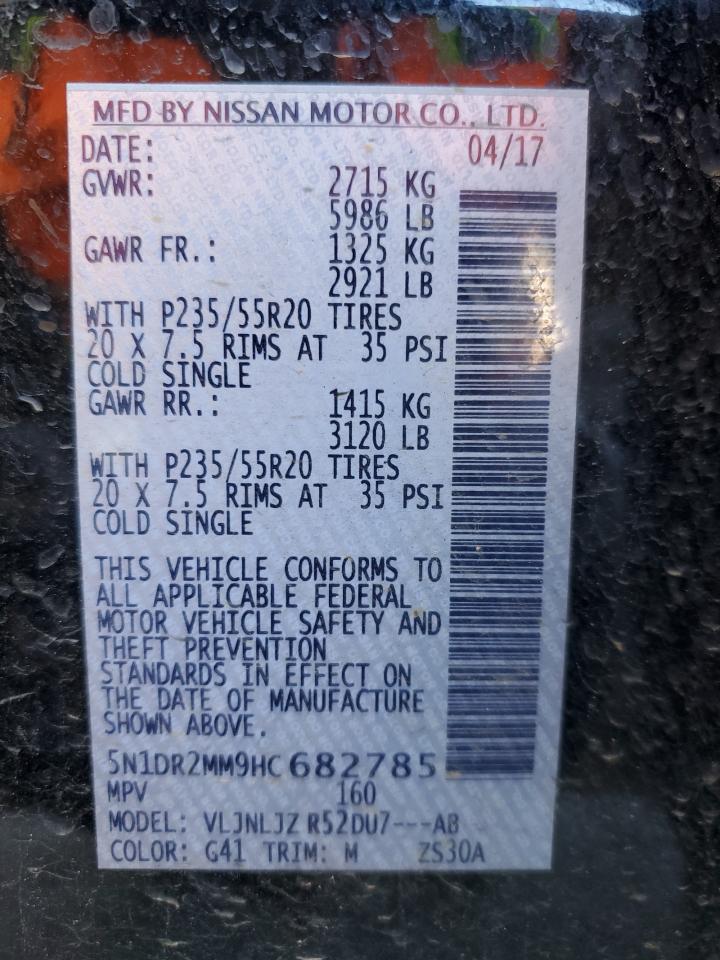 MFD BY NISSAN MOTOR CO., LTD.
DATE: 04/17
GVWR: 2715 KG
5986 LB
GAWR FR.: 1325 KG
2921 LB
WITH P235/55R20 TIRES
20 X 7.5 RIMS AT 35 PSI
COLD SINGLE
GAWR RR.: 1415 KG
3120 LB
WITH P235/55R20 TIRES
20 X 7.5 RIMS AT 35 PSI
COLD SINGLE
THIS VEHICLE CONFORMS TO
ALL APPLICABLE FEDERAL
MOTOR VEHICLE SAFETY AND
THEFT PREVENTION
STANDARDS IN EFFECT ON
THE DATE OF MANUFACTURE
SHOWN ABOVE.
5N1DR2MM9HC682785
MPV 160
MODEL: VLJNLJZ R52DU7---AB
COLOR: G41 TRIM: M ZS30A